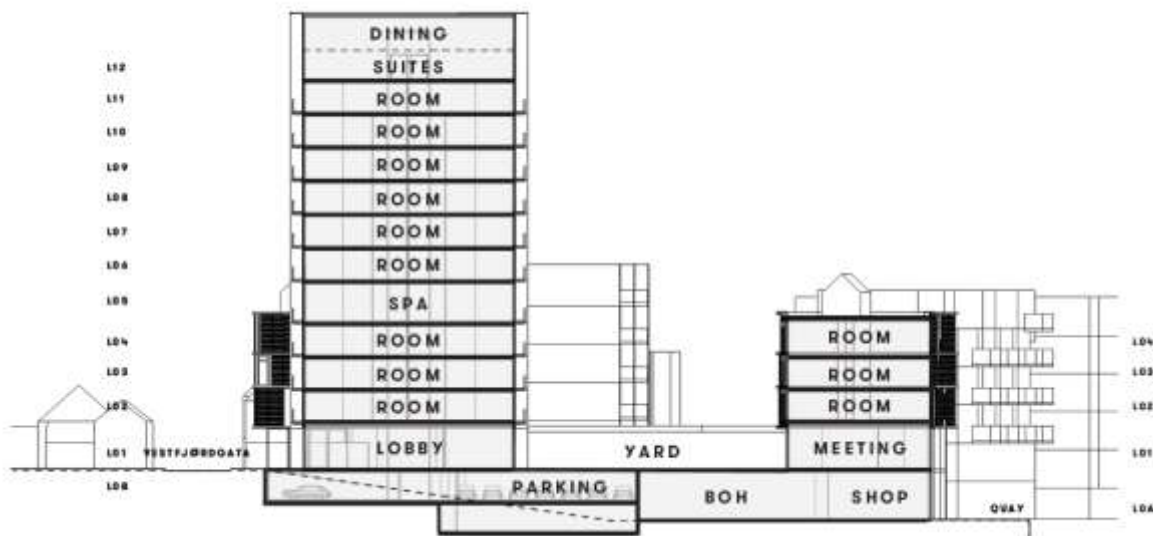 DINING
L12 SUITES
L11 ROOM
L10 ROOM
L09 ROOM
L08 ROOM
L07 ROOM
L06 ROOM
L05 SPA
L04 ROOM ROOM L04
L03 ROOM ROOM L03
L02 ROOM ROOM L02
L01 VESTFJØRDGATA LOBBY YARD MEETING L01
L0B PARKING
BOH SHOP QUAY L0A